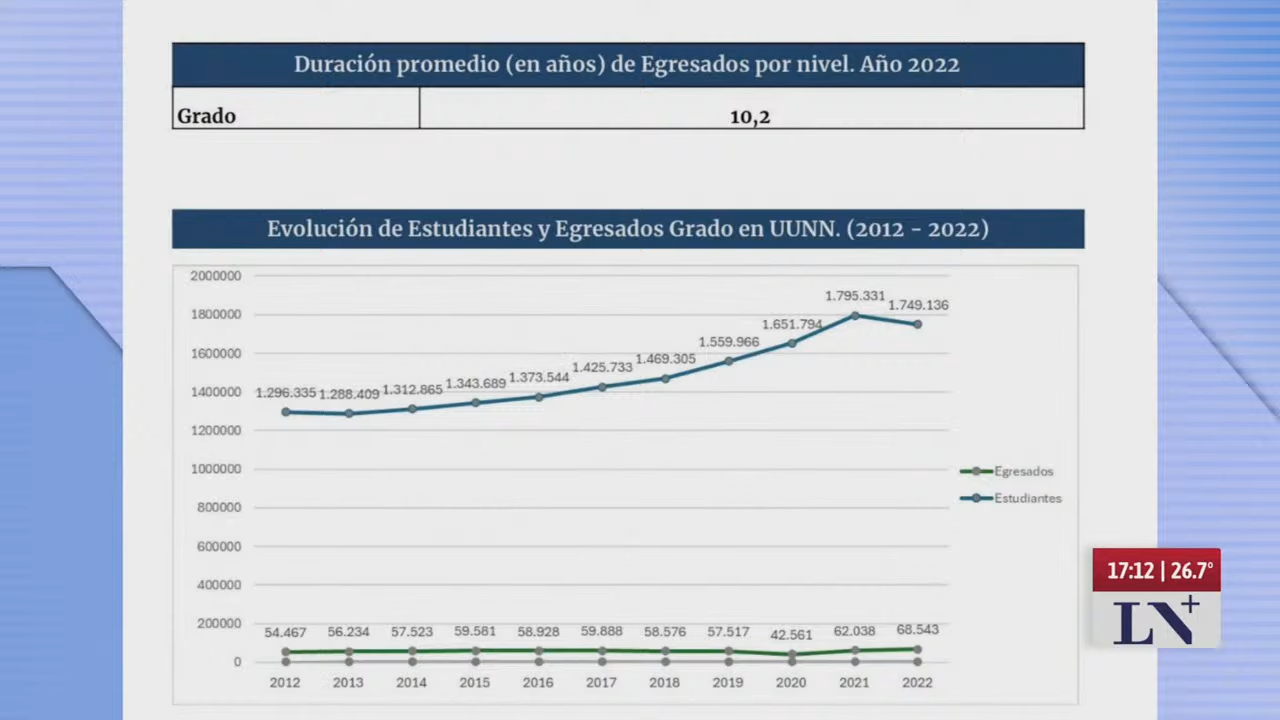 Duración promedio (en años) de Egresados por nivel. Año 2022
Grado 10,2
Evolución de Estudiantes y Egresados Grado en UUNN. (2012 - 2022)
2000000
1800000
1600000
1400000
1200000
1000000
800000
600000
400000
200000
0
1.296.335 1.288.409 1.312.865 1.343.689 1.373.544 1.425.733 1.469.305 1.559.966 1.651.794 1.795.331 1.749.136
54.467 56.234 57.523 59.581 58.928 59.888 58.576 57.517 42.561 62.038 68.543
2012 2013 2014 2015 2016 2017 2018 2019 2020 2021 2022
Egresados
Estudiantes
17:12 | 26.7°
LN+